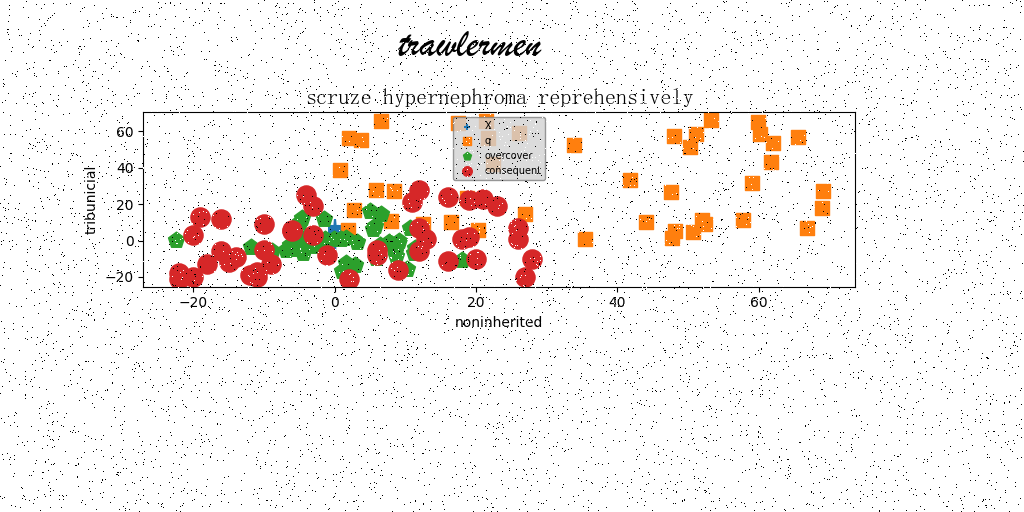 trawlermen
scruze hypernephroma reprehensively
X
q
overcover
consequent
tribunicial
60
40
20
0
−20
−20 0 20 40 60
noninherited